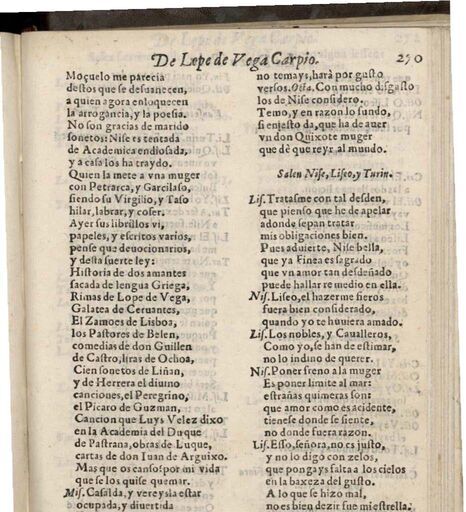 De Lope de Vega Carpio. 250
Moçuelo me parecia
destos que se desuanecen,
a quien agora enloquecen
la arrogancia, y la poesia.
No son gracias de marido
sonetos: Nise es tentada
de Academica endiosada,
y a casa los ha traydo.
Quien la mete a vna muger
con Petrarca, y Garcilaso,
siendo su Virgilio, y Taso
hilar, labrar, y coser.
Ayer sus librillos vi,
papeles, y escritos varios,
pense que deuocionarios,
y desta suerte ley:
Historia de dos amantes
sacada de lengua Griega,
Rimas de Lope de Vega,
Galatea de Ceruantes,
El Zamoes de Lisboa,
los Pastores de Belen,
comedias de don Guillen
de Castro, liras de Ochoa,
Cien sonetos de Liñan,
y de Herrera el diuino
canciones, el Peregrino,
el Picaro de Guzman,
Cancion que Luys Velez dixo
en la Academia del Duque
de Pastrana, obras de Luque,
cartas de don Iuan de Arguixo.
Mas que os canso? por mi vida
que se los quise quemar.
Mis. Casalda, y vereysla estar
ocupada, y diuertida
no temays, harà por gusto
versos. Octa. Con mucho disgusto
los de Nise considero.
Temo, y en razon lo fundo,
si en esto da, que ha de auer
vn don Quixote muger
que dè que reyr al mundo.
Salen Nise, Liseo, y Turin.
Lis. Tratasme con tal desden,
que pienso que he de apelar
adonde sepan tratar
mis obligaciones bien.
Pues aduierte, Nise bella,
que ya Finea es sagrado
que vn amor tan desdeñado
puede hallar remedio en ella.
Nis. Liseo, el hazerme fieros
fuera bien considerado,
quando yo te huuiera amado.
Lis. Los nobles, y Caualleros,
Como yo, se han de estimar,
no lo indino de querer.
Nis. Poner freno a la muger
Es poner limite al mar:
estrañas quimeras son:
que amor como es accidente,
tienese donde se siente,
no donde fuera razon.
Lis. Esso, señora, no es justo,
y no lo digo con zelos,
que pongays falta a los cielos
en la baxeza del gusto.
A lo que se hizo mal,
no es bien dezir fue mi estrella.